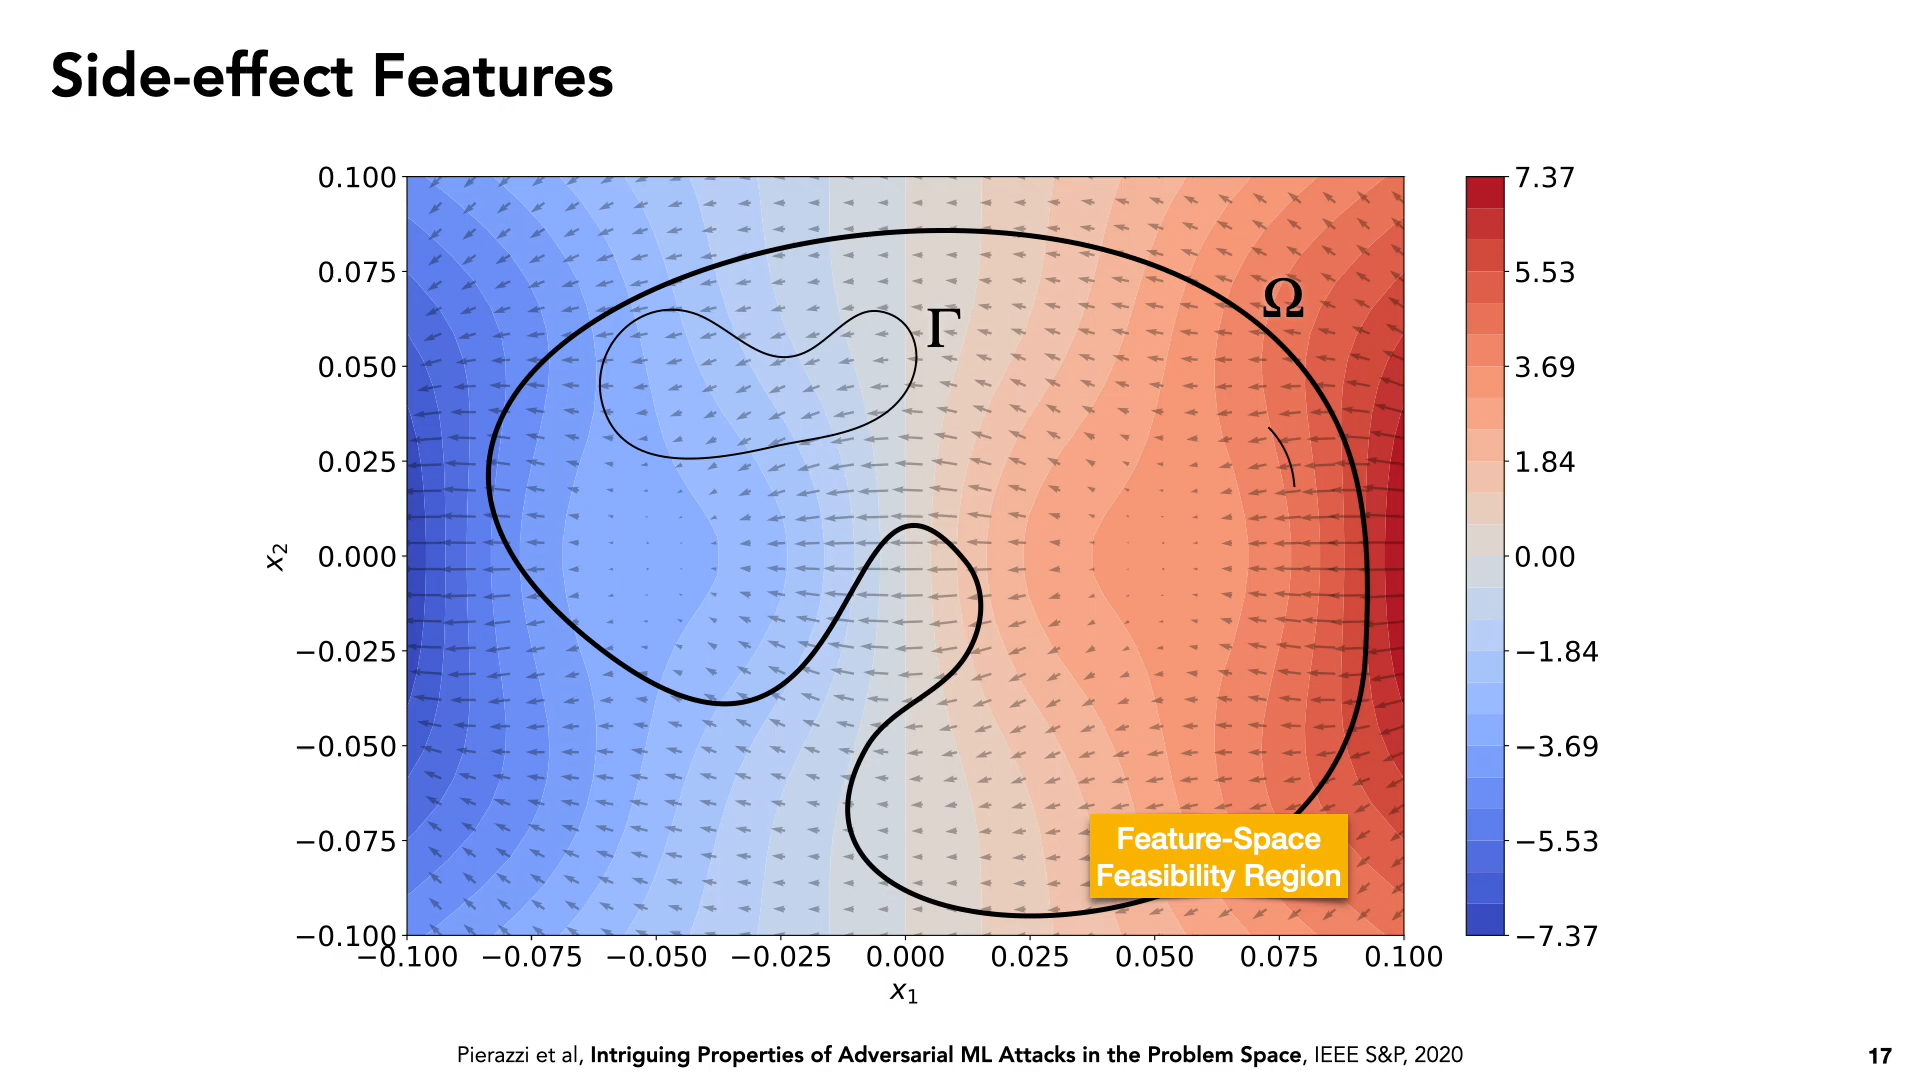 Side-effect Features
0.100
0.075
0.050
0.025
0.000
−0.025
−0.050
−0.075
−0.100
x2
−0.100 −0.075 −0.050 −0.025 0.000 0.025 0.050 0.075 0.100
x1
Γ
Ω
Feature-Space
Feasibility Region
7.37
5.53
3.69
1.84
0.00
−1.84
−3.69
−5.53
−7.37
Pierazzi et al, Intriguing Properties of Adversarial ML Attacks in the Problem Space, IEEE S&P, 2020
17